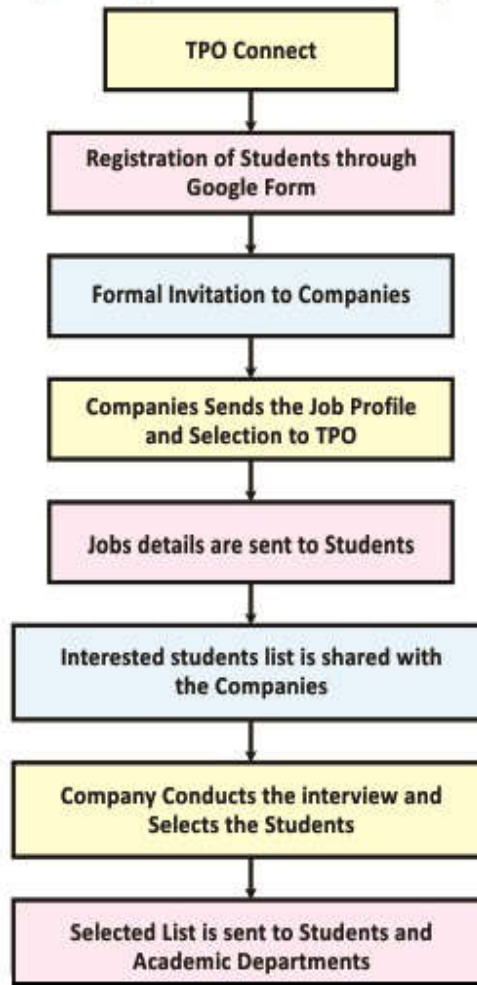 TPO Connect
Registration of Students through
Google Form
Formal Invitation to Companies
Companies Sends the Job Profile
and Selection to TPO
Jobs details are sent to Students
Interested students list is shared with
the Companies
Company Conducts the interview and
Selects the Students
Selected List is sent to Students and
Academic Departments